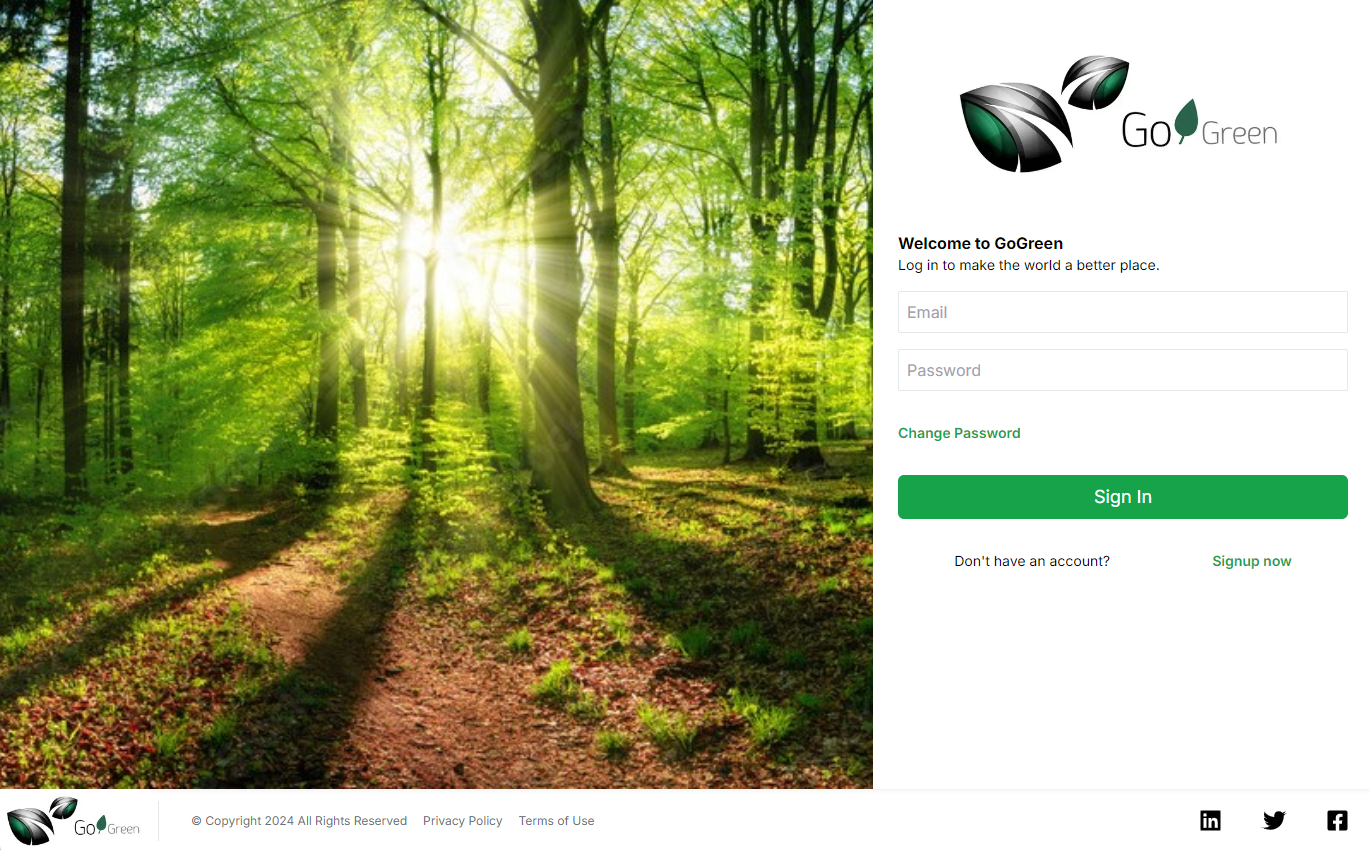 Go Green
Welcome to GoGreen
Log in to make the world a better place.
Email
Password
Change Password
Sign In
Don't have an account? Signup now
Go Green © Copyright 2024 All Rights Reserved Privacy Policy Terms of Use